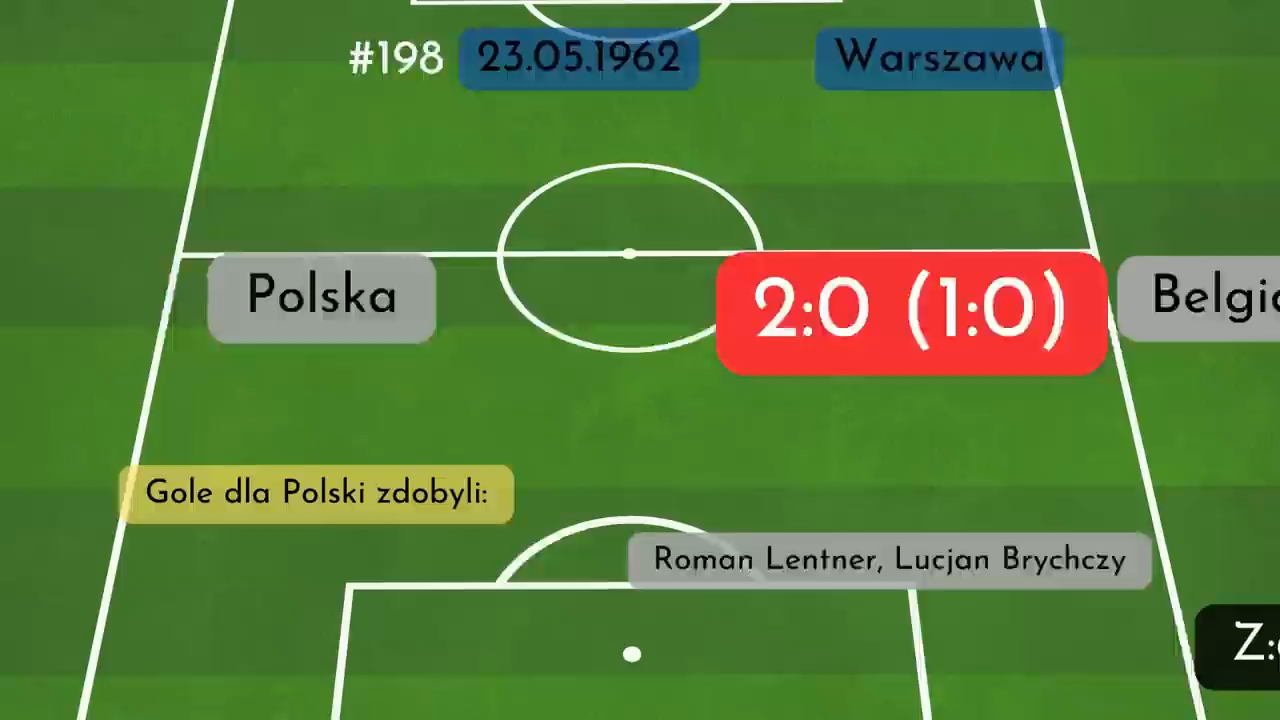 #198 23.05.1962 Warszawa
Polska 2:0 (1:0)
Gole dla Polski zdobyli:
Roman Lentner, Lucjan Brychczy